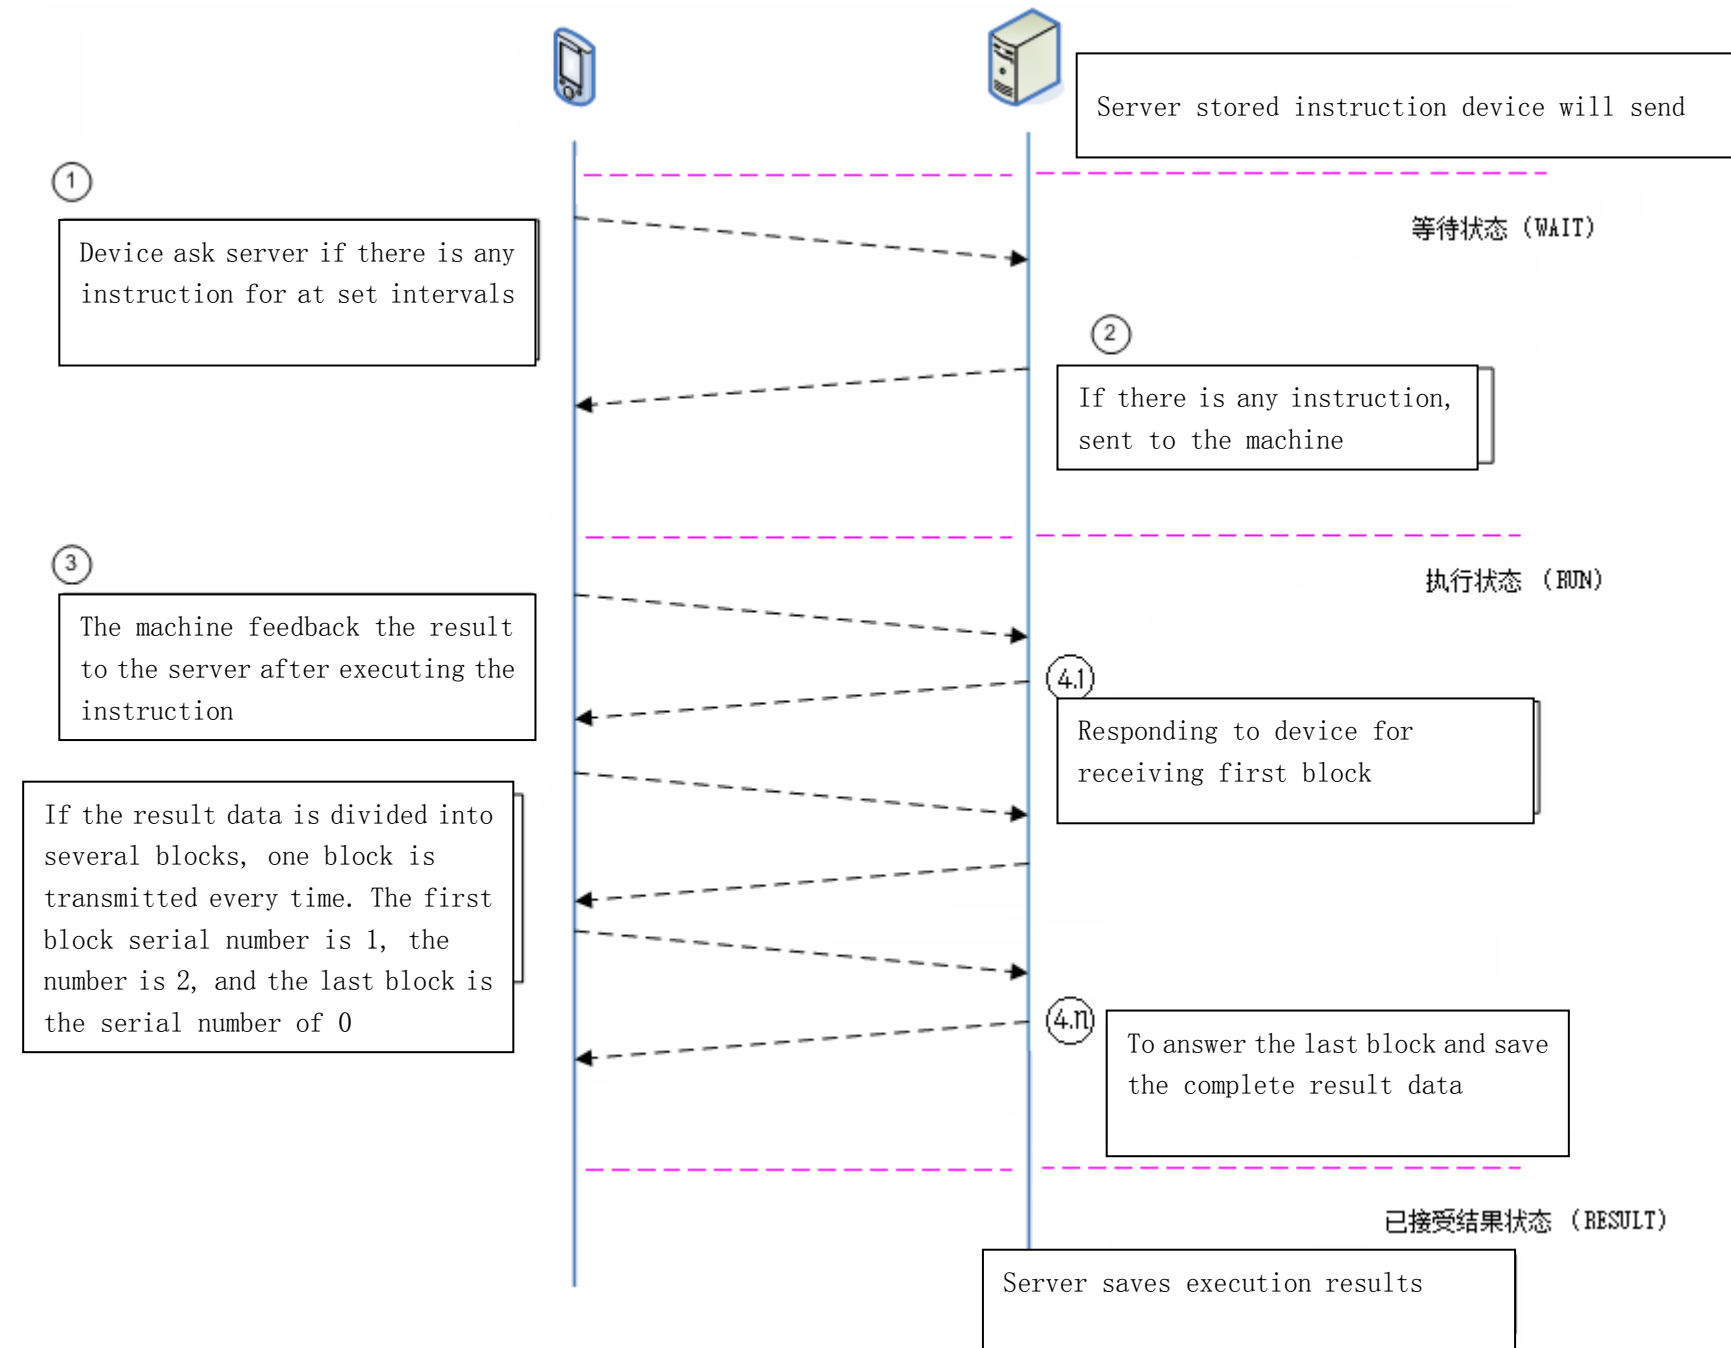 Server stored instruction device will send
1
等待状态 (WAIT)
Device ask server if there is any
instruction for at set intervals
2
If there is any instruction,
sent to the machine
3
执行状态 (RUN)
The machine feedback the result
to the server after executing the
instruction
4.1
Responding to device for
receiving first block
If the result data is divided into
several blocks, one block is
transmitted every time. The first
block serial number is 1, the
number is 2, and the last block is
the serial number of 0
4.n
To answer the last block and save
the complete result data
已接受结果状态 (RESULT)
Server saves execution results